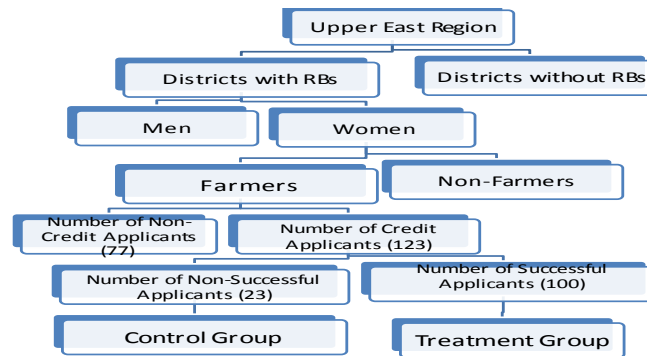 Upper East Region
Districts with RBs
Districts without RBs
Men
Women
Farmers
Non-Farmers
Number of Non-
Credit Applicants
(77)
Number of Credit
Applicants (123)
Number of Non-Successful
Applicants (23)
Number of Successful
Applicants (100)
Control Group
Treatment Group